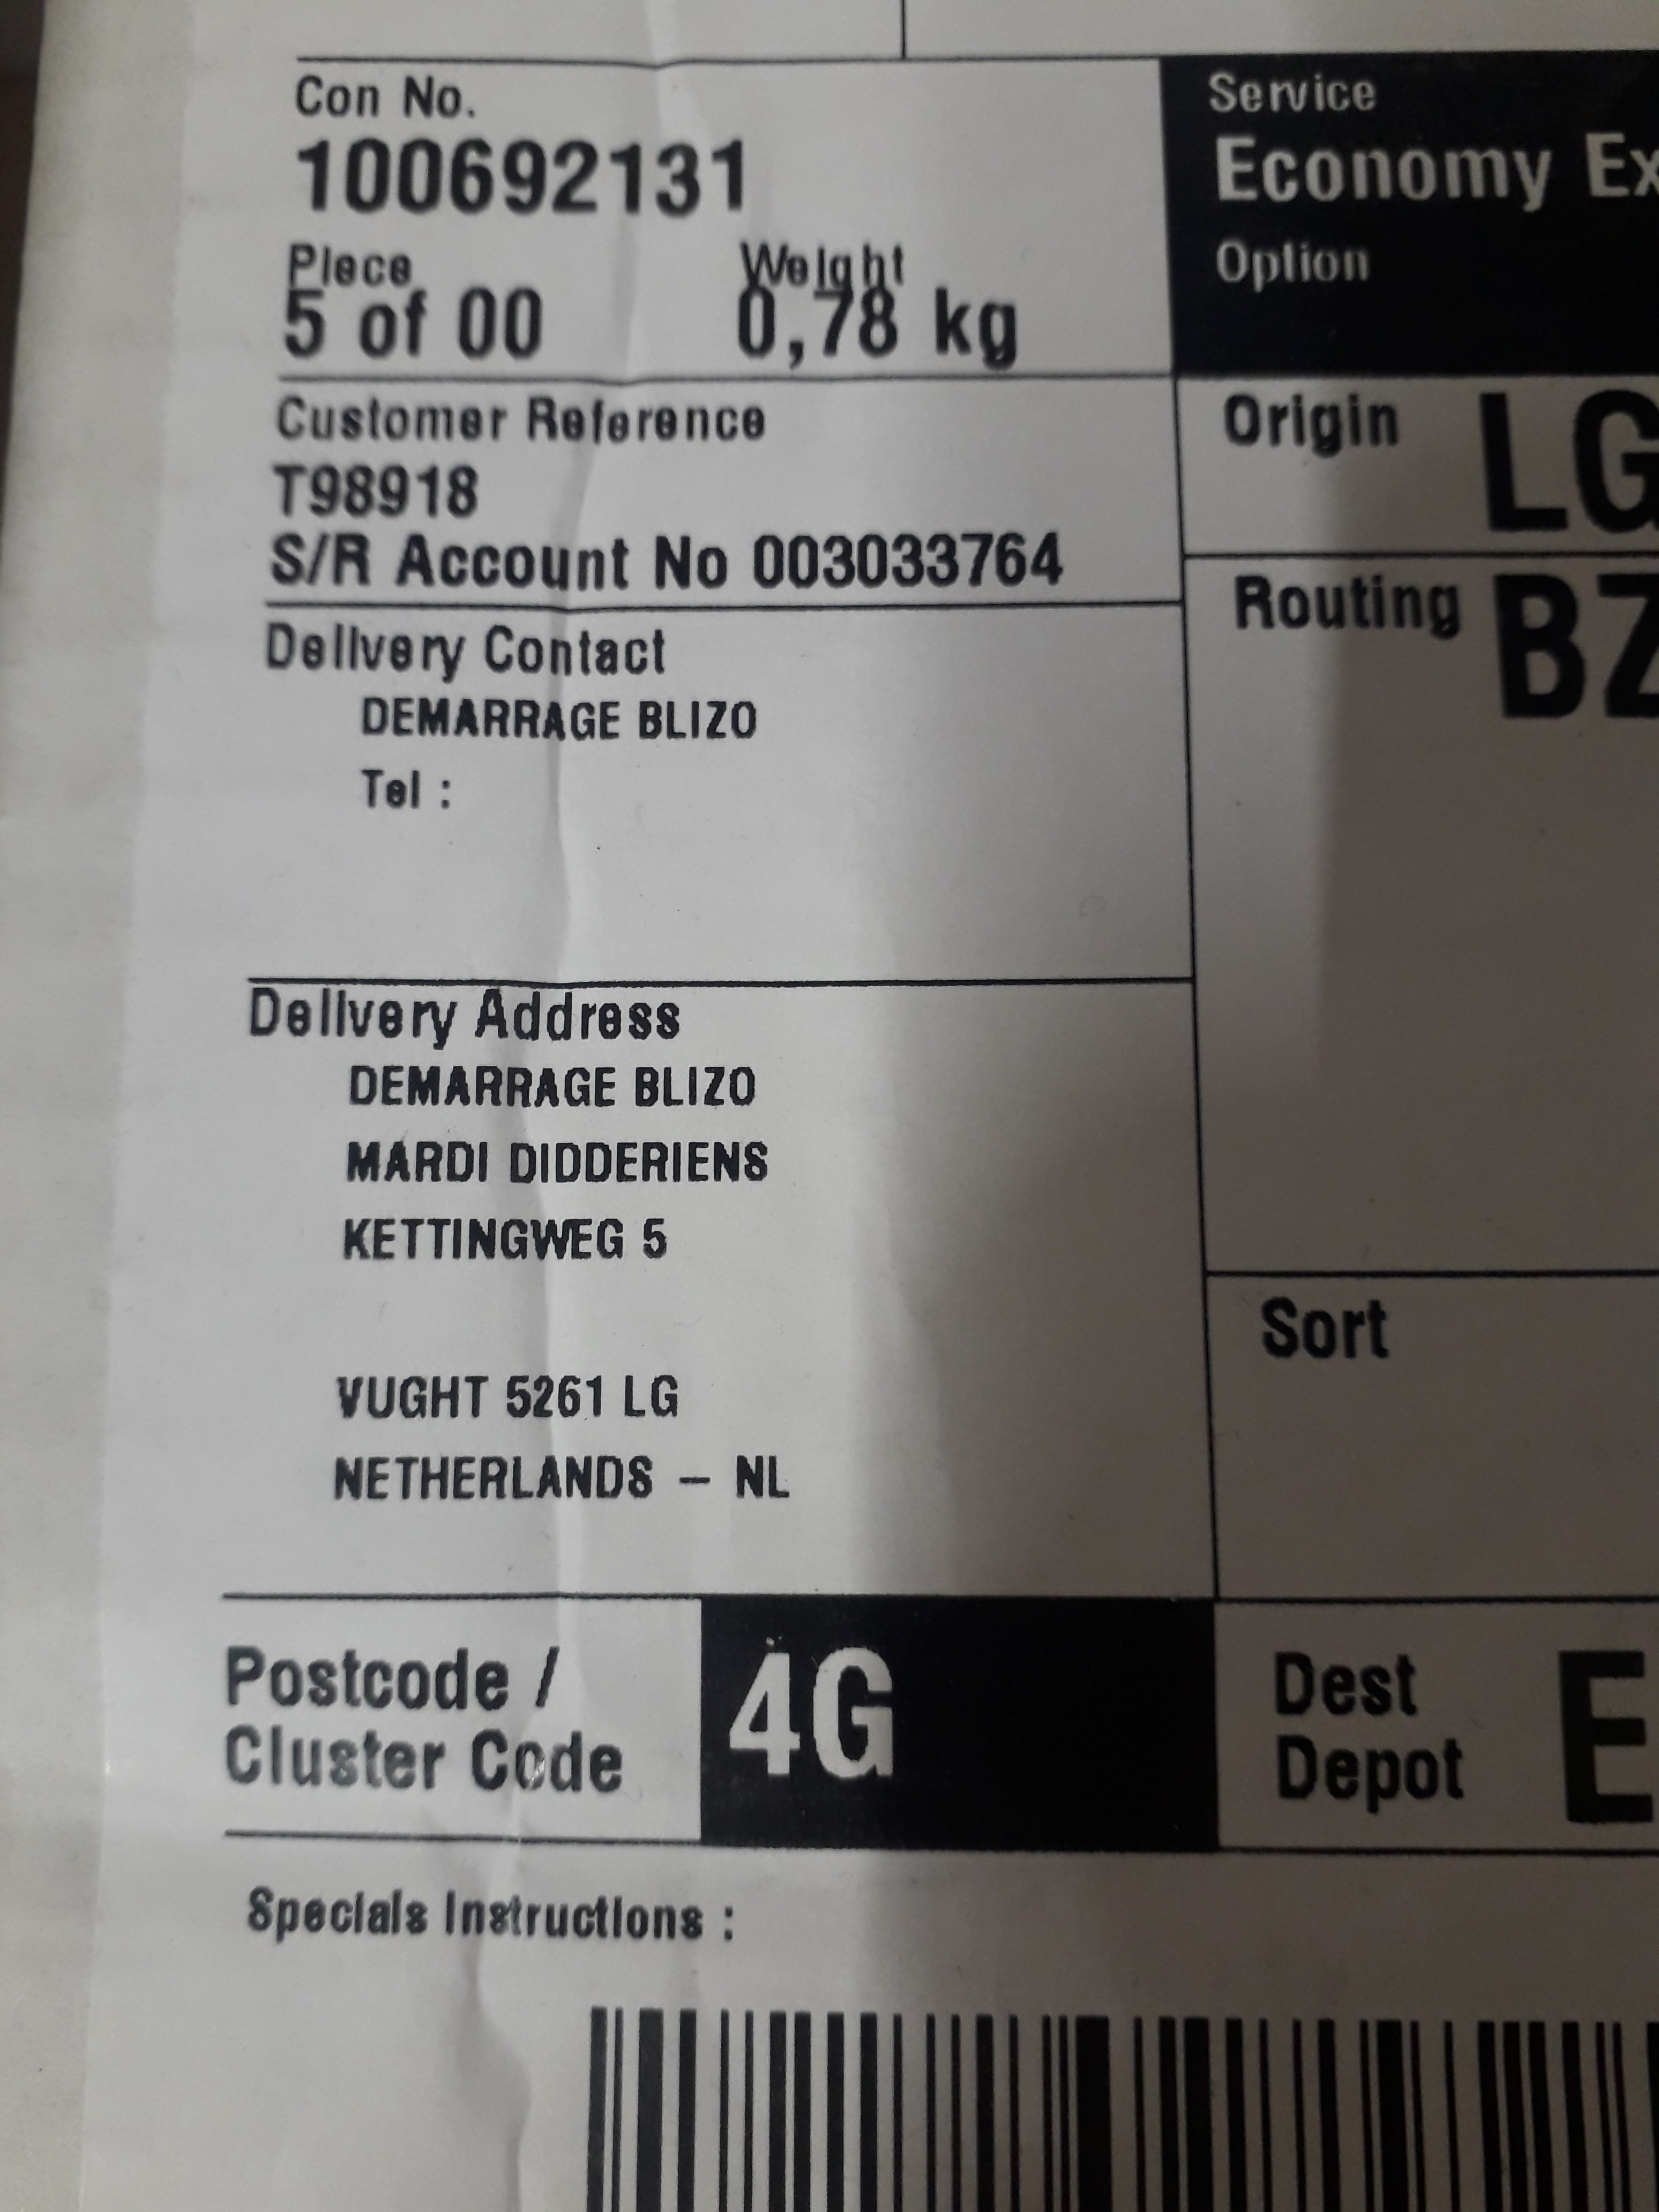 Con No.
100692131
Piece Weight
5 of 00 0,78 kg
Customer Reference
T98918
S/R Account No 003033764
Delivery Contact
DEMARRAGE BLIZO
Tel :
Delivery Address
DEMARRAGE BLIZO
MARDI DIDDERIENS
KETTINGWEG 5
VUGHT 5261 LG
NETHERLANDS – NL
Postcode /
Cluster Code
4G
Service
Economy Ex
Option
Origin LG
Routing BZ
Sort
Dest
Depot
E
Specials Instructions :